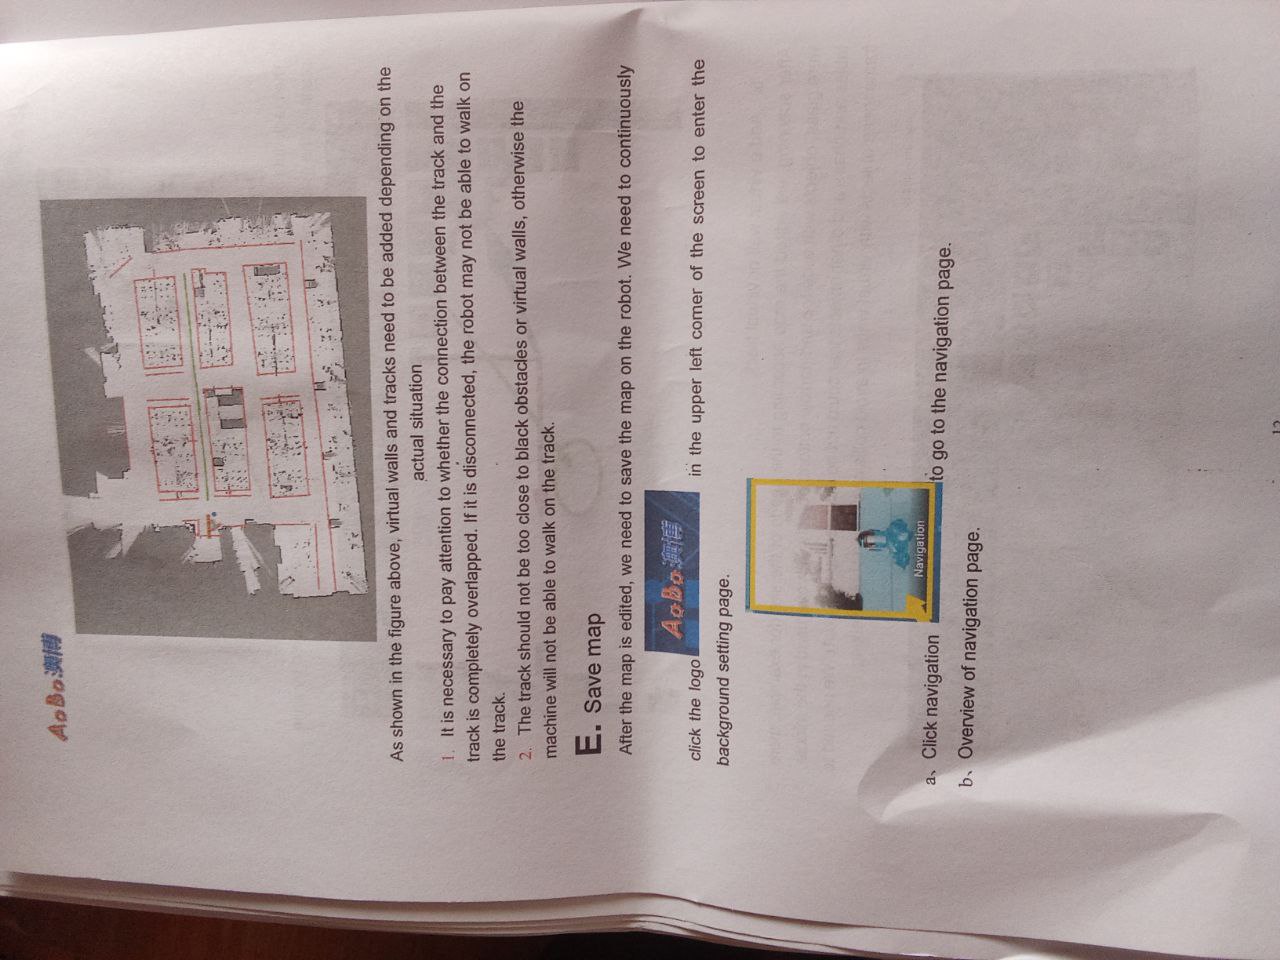 AoBo澳博
As shown in the figure above, virtual walls and tracks need to be added depending on the
actual situation
1. It is necessary to pay attention to whether the connection between the track and the
track is completely overlapped. If it is disconnected, the robot may not be able to walk on
the track.
2. The track should not be too close to black obstacles or virtual walls, otherwise the
machine will not be able to walk on the track.
E. Save map
After the map is edited, we need to save the map on the robot. We need to continuously
click the logo AoBo澳博 in the upper left corner of the screen to enter the
background setting page.
Navigation
a、 Click navigation to go to the navigation page.
b、 Overview of navigation page.